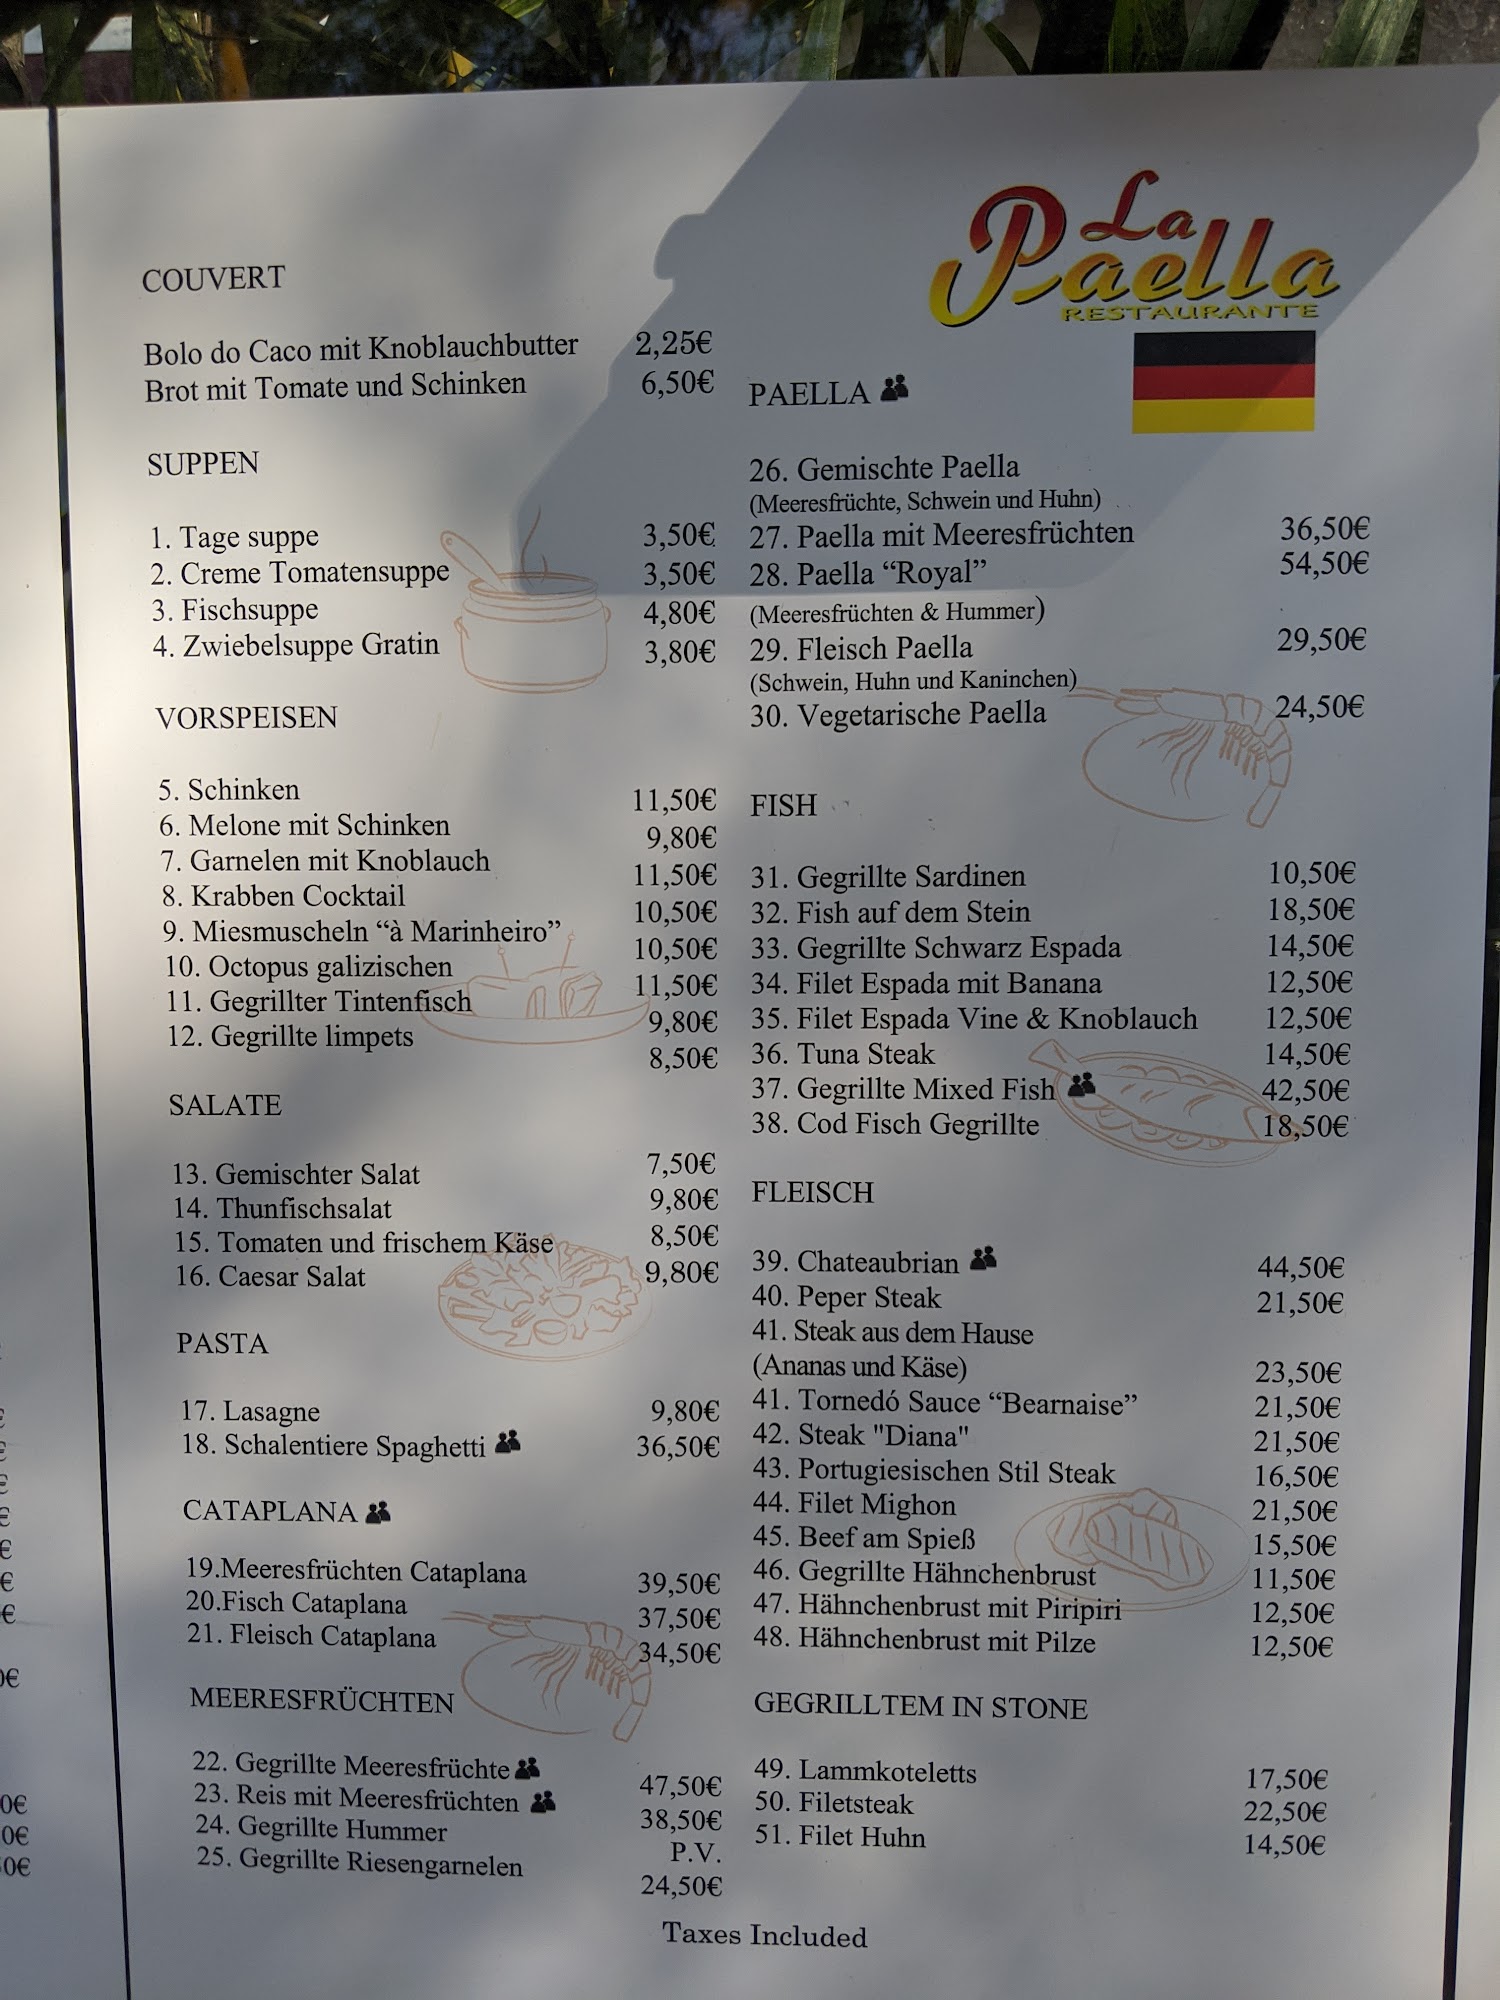 La
Paella
RESTAURANTE
COUVERT
Bolo do Caco mit Knoblauchbutter 2,25€
Brot mit Tomate und Schinken 6,50€
SUPPEN
1. Tage suppe 3,50€
2. Creme Tomatensuppe 3,50€
3. Fischsuppe 4,80€
4. Zwiebelsuppe Gratin 3,80€
VORSPEISEN
5. Schinken 11,50€
6. Melone mit Schinken 9,80€
7. Garnelen mit Knoblauch 11,50€
8. Krabben Cocktail 10,50€
9. Miesmuscheln “à Marinheiro” 10,50€
10. Octopus galizischen 11,50€
11. Gegrillter Tintenfisch 9,80€
12. Gegrillte limpets 8,50€
SALATE
13. Gemischter Salat 7,50€
14. Thunfischsalat 9,80€
15. Tomaten und frischem Käse 8,50€
16. Caesar Salat 9,80€
PASTA
17. Lasagne 9,80€
18. Schalentiere Spaghetti 36,50€
CATAPLANA
19.Meeresfrüchten Cataplana 39,50€
20.Fisch Cataplana 37,50€
21. Fleisch Cataplana 34,50€
MEERESFRÜCHTEN
22. Gegrillte Meeresfrüchte 47,50€
23. Reis mit Meeresfrüchten 38,50€
24. Gegrillte Hummer P.V.
25. Gegrillte Riesengarnelen 24,50€
PAELLA
26. Gemischte Paella
(Meeresfrüchte, Schwein und Huhn)
27. Paella mit Meeresfrüchten 36,50€
28. Paella “Royal” 54,50€
(Meeresfrüchten & Hummer)
29. Fleisch Paella 29,50€
(Schwein, Huhn und Kaninchen)
30. Vegetarische Paella 24,50€
FISH
31. Gegrillte Sardinen 10,50€
32. Fish auf dem Stein 18,50€
33. Gegrillte Schwarz Espada 14,50€
34. Filet Espada mit Banana 12,50€
35. Filet Espada Vine & Knoblauch 12,50€
36. Tuna Steak 14,50€
37. Gegrillte Mixed Fish 42,50€
38. Cod Fisch Gegrillte 18,50€
FLEISCH
39. Chateaubrian 44,50€
40. Peper Steak 21,50€
41. Steak aus dem Hause
(Ananas und Käse) 23,50€
41. Tornedó Sauce “Bearnaise” 21,50€
42. Steak "Diana" 21,50€
43. Portugiesischen Stil Steak 16,50€
44. Filet Mighon 21,50€
45. Beef am Spieß 15,50€
46. Gegrillte Hähnchenbrust 11,50€
47. Hähnchenbrust mit Piripiri 12,50€
48. Hähnchenbrust mit Pilze 12,50€
GEGRILLTEM IN STONE
49. Lammkoteletts 17,50€
50. Filetsteak 22,50€
51. Filet Huhn 14,50€
Taxes Included